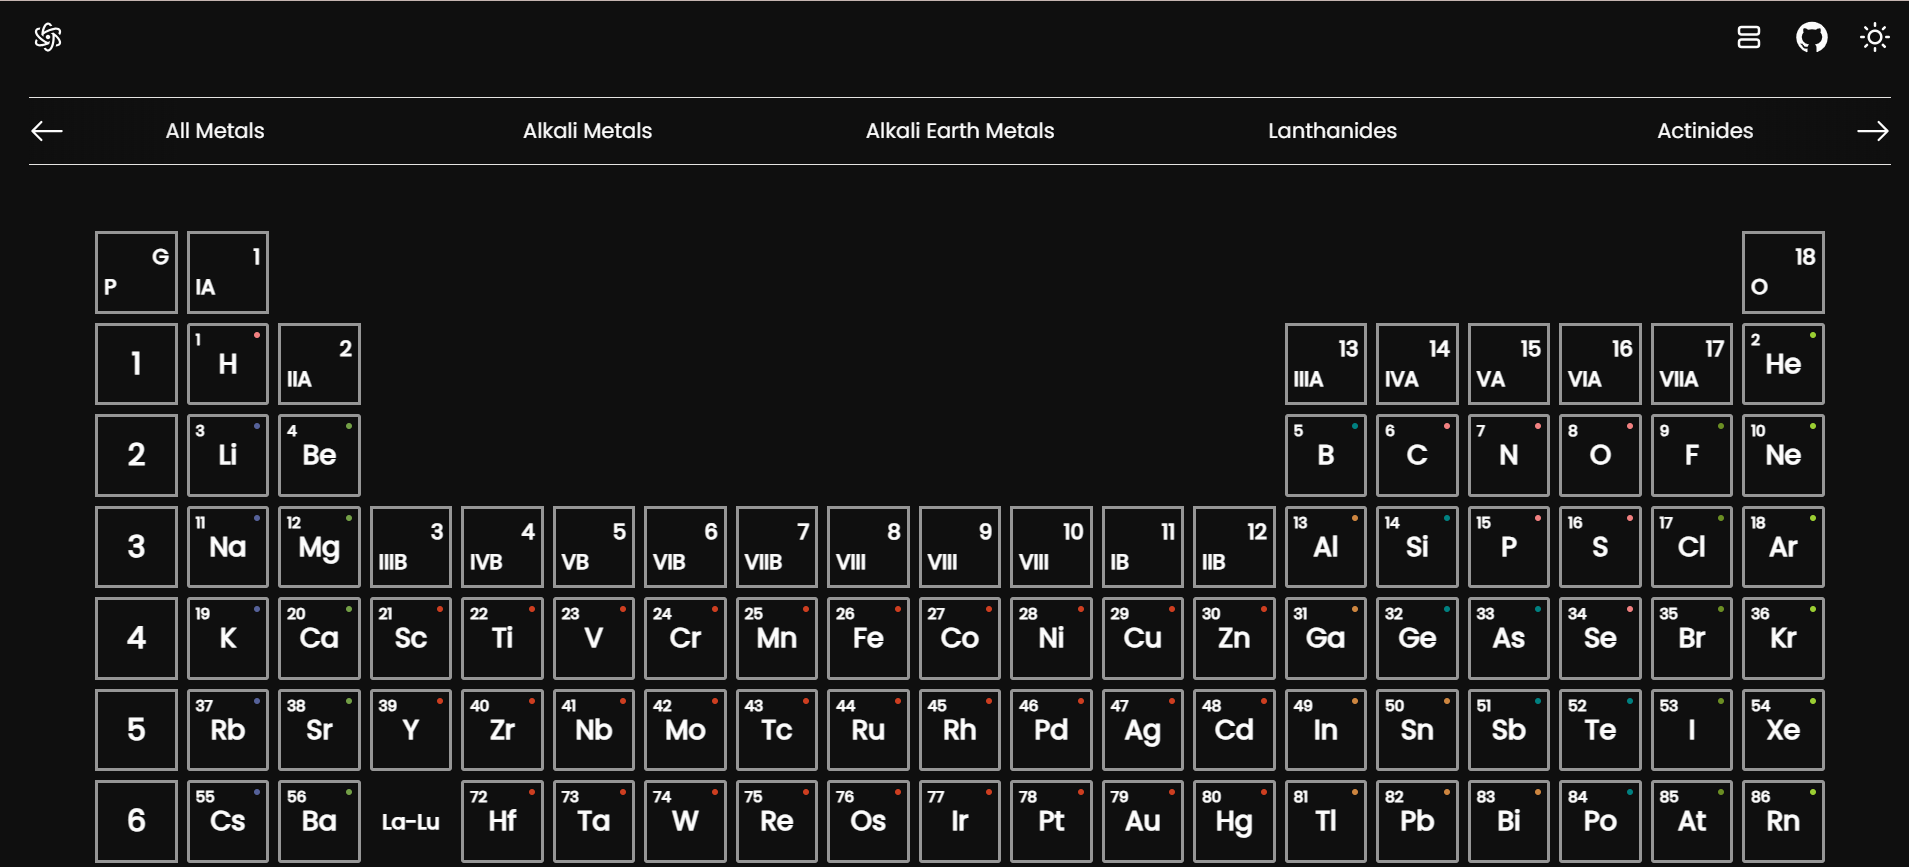 All Metals Alkali Metals Alkali Earth Metals Lanthanides Actinides
G 1 18
P IA O
1 1 H 2 IIA 13 IIIA 14 IVA 15 VA 16 VIA 17 VIIA 2 He
2 3 Li 4 Be 5 B 6 C 7 N 8 O 9 F 10 Ne
3 11 Na 12 Mg 3 IIIB 4 IVB 5 VB 6 VIB 7 VIIB 8 VIII 9 VIII 10 VIII 11 IB 12 IIB 13 Al 14 Si 15 P 16 S 17 Cl 18 Ar
4 19 K 20 Ca 21 Sc 22 Ti 23 V 24 Cr 25 Mn 26 Fe 27 Co 28 Ni 29 Cu 30 Zn 31 Ga 32 Ge 33 As 34 Se 35 Br 36 Kr
5 37 Rb 38 Sr 39 Y 40 Zr 41 Nb 42 Mo 43 Tc 44 Ru 45 Rh 46 Pd 47 Ag 48 Cd 49 In 50 Sn 51 Sb 52 Te 53 I 54 Xe
6 55 Cs 56 Ba La-Lu 72 Hf 73 Ta 74 W 75 Re 76 Os 77 Ir 78 Pt 79 Au 80 Hg 81 Tl 82 Pb 83 Bi 84 Po 85 At 86 Rn